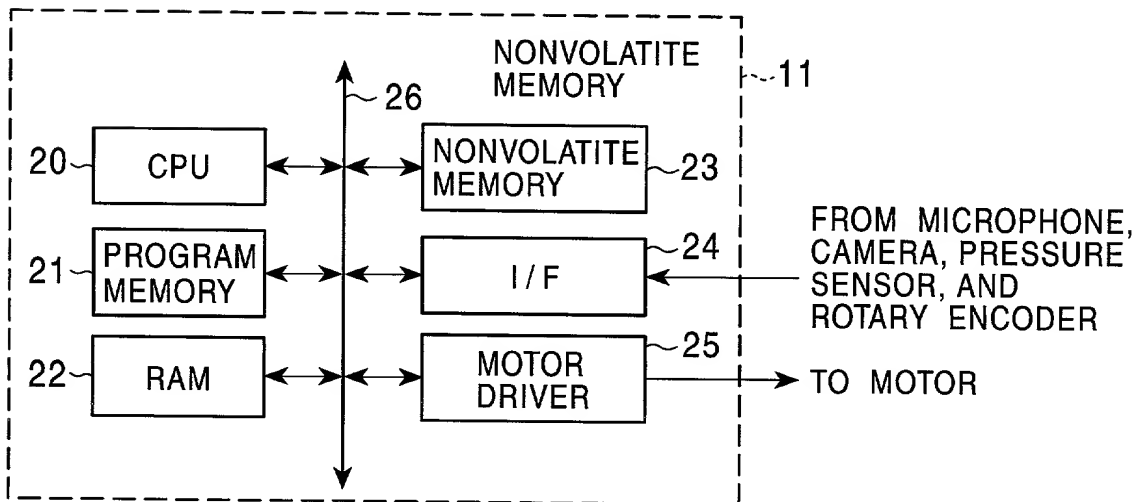 NONVOLATITE
MEMORY
11
26
20
CPU
NONVOLATITE
MEMORY
23
21
PROGRAM
MEMORY
I/F
24
FROM MICROPHONE,
CAMERA, PRESSURE
SENSOR, AND
ROTARY ENCODER
22
RAM
MOTOR
DRIVER
25
TO MOTOR